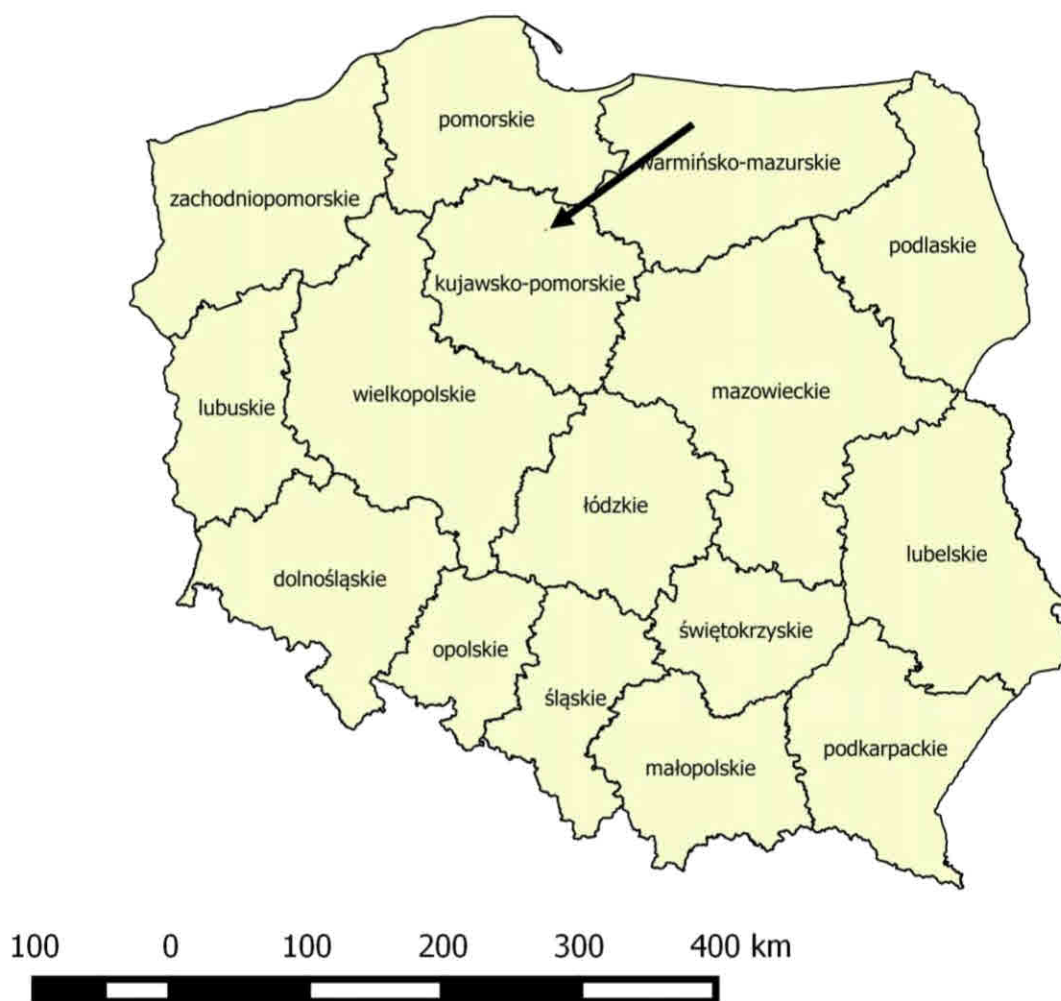 pomorskie
warmińsko-mazurskie
zachodniopomorskie
podlaskie
kujawsko-pomorskie
wielkopolskie
mazowieckie
lubuskie
łódzkie
lubelskie
dolnośląskie
świętokrzyskie
opolskie
śląskie
podkarpackie
małopolskie
100 0 100 200 300 400 km